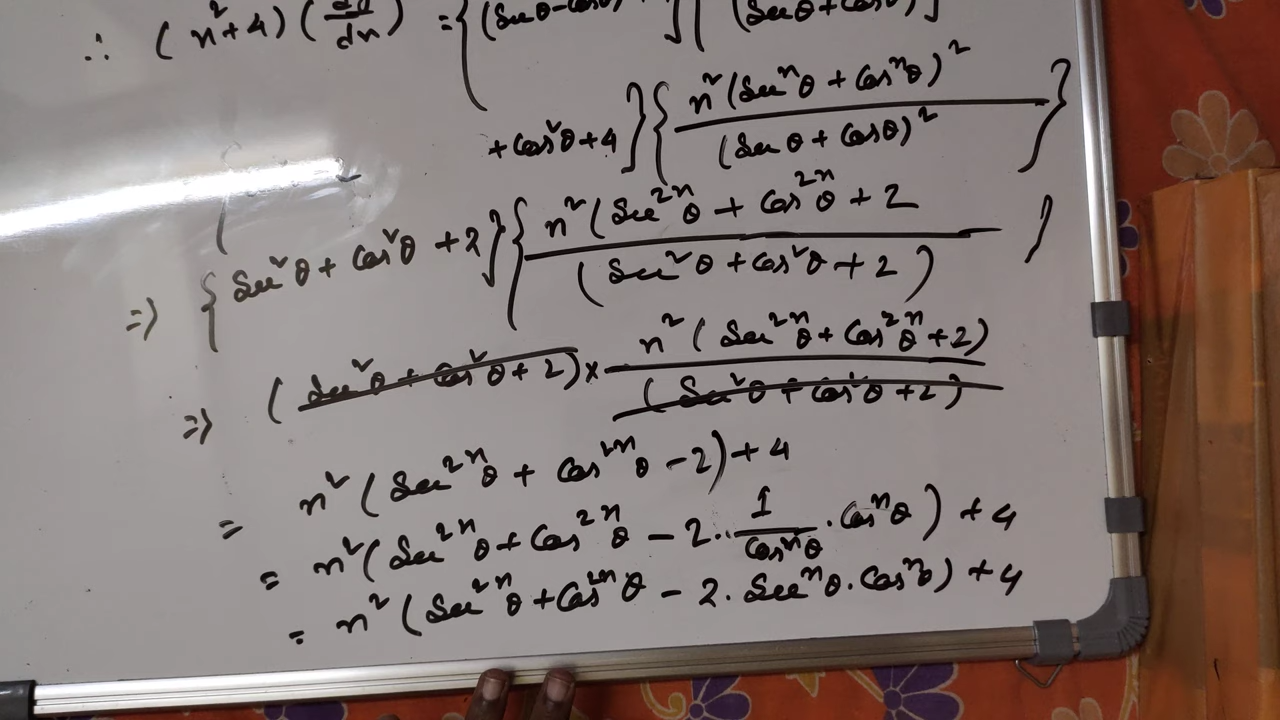 ∴ (x²+4)(dy/dx) = {(Secθ-Cosθ) }{ (Secθ+Cosθ)
+Cos²θ+4}{n²(Secⁿθ + Cosⁿθ)²/(Secθ + Cosθ)²}
=> {Sec²θ + Cos²θ +2}{n²(Sec²ⁿθ + Cos²ⁿθ +2/(Sec²θ +Cos²θ +2)}
=> (Sec²θ + Cos²θ + 2)× n²(Sec²ⁿθ + Cos²ⁿθ +2)/(Sec²θ + Cos²θ +2)
= n²(Sec²ⁿθ + Cos²ⁿθ -2)+4
= n²(Sec²ⁿθ + Cos²ⁿθ - 2. 1/Cosⁿθ .Cosⁿθ) +4
= n²(Sec²ⁿθ +Cos²ⁿθ - 2. Secⁿθ.Cosⁿθ) +4